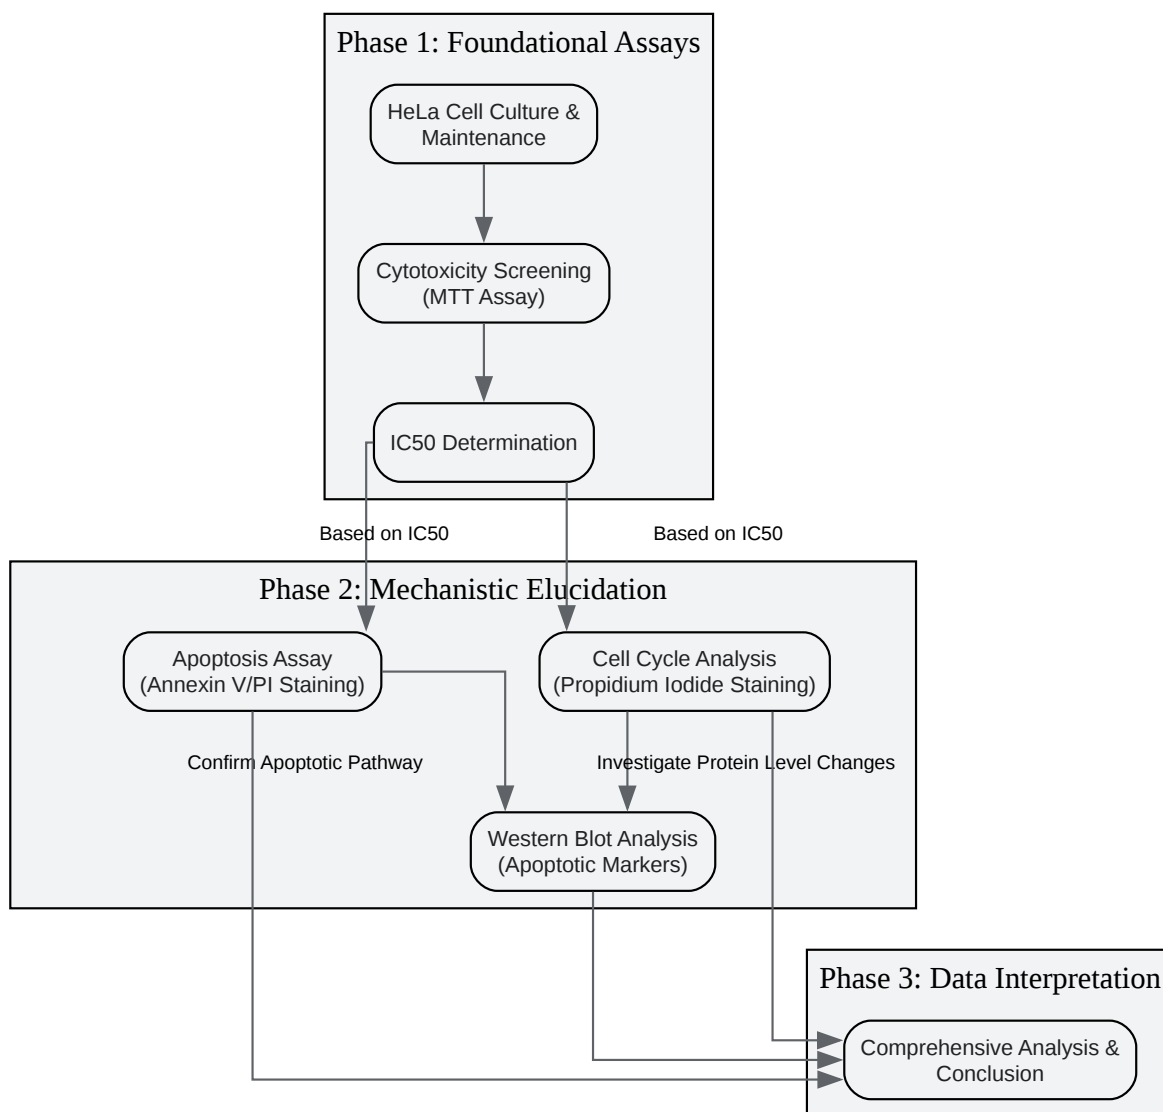 Phase 1: Foundational Assays
HeLa Cell Culture &
Maintenance
Cytotoxicity Screening
(MTT Assay)
IC50 Determination
Based on IC50
Based on IC50
Phase 2: Mechanistic Elucidation
Apoptosis Assay
(Annexin V/PI Staining)
Cell Cycle Analysis
(Propidium Iodide Staining)
Confirm Apoptotic Pathway
Investigate Protein Level Changes
Western Blot Analysis
(Apoptotic Markers)
Phase 3: Data Interpretation
Comprehensive Analysis &
Conclusion